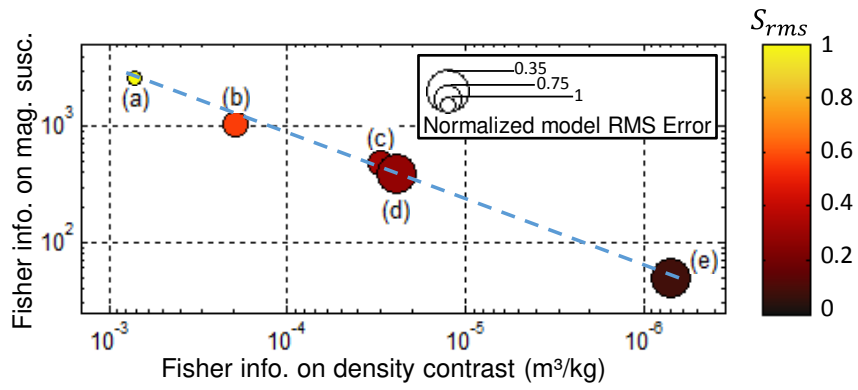 S_rms
1
0.8
0.6
0.4
0.2
0
Fisher info. on mag. susc.
10³
10²
(a)
(b)
(c)
(d)
(e)
0.35
0.75
1
Normalized model RMS Error
10⁻³ 10⁻⁴ 10⁻⁵ 10⁻⁶
Fisher info. on density contrast (m³/kg)